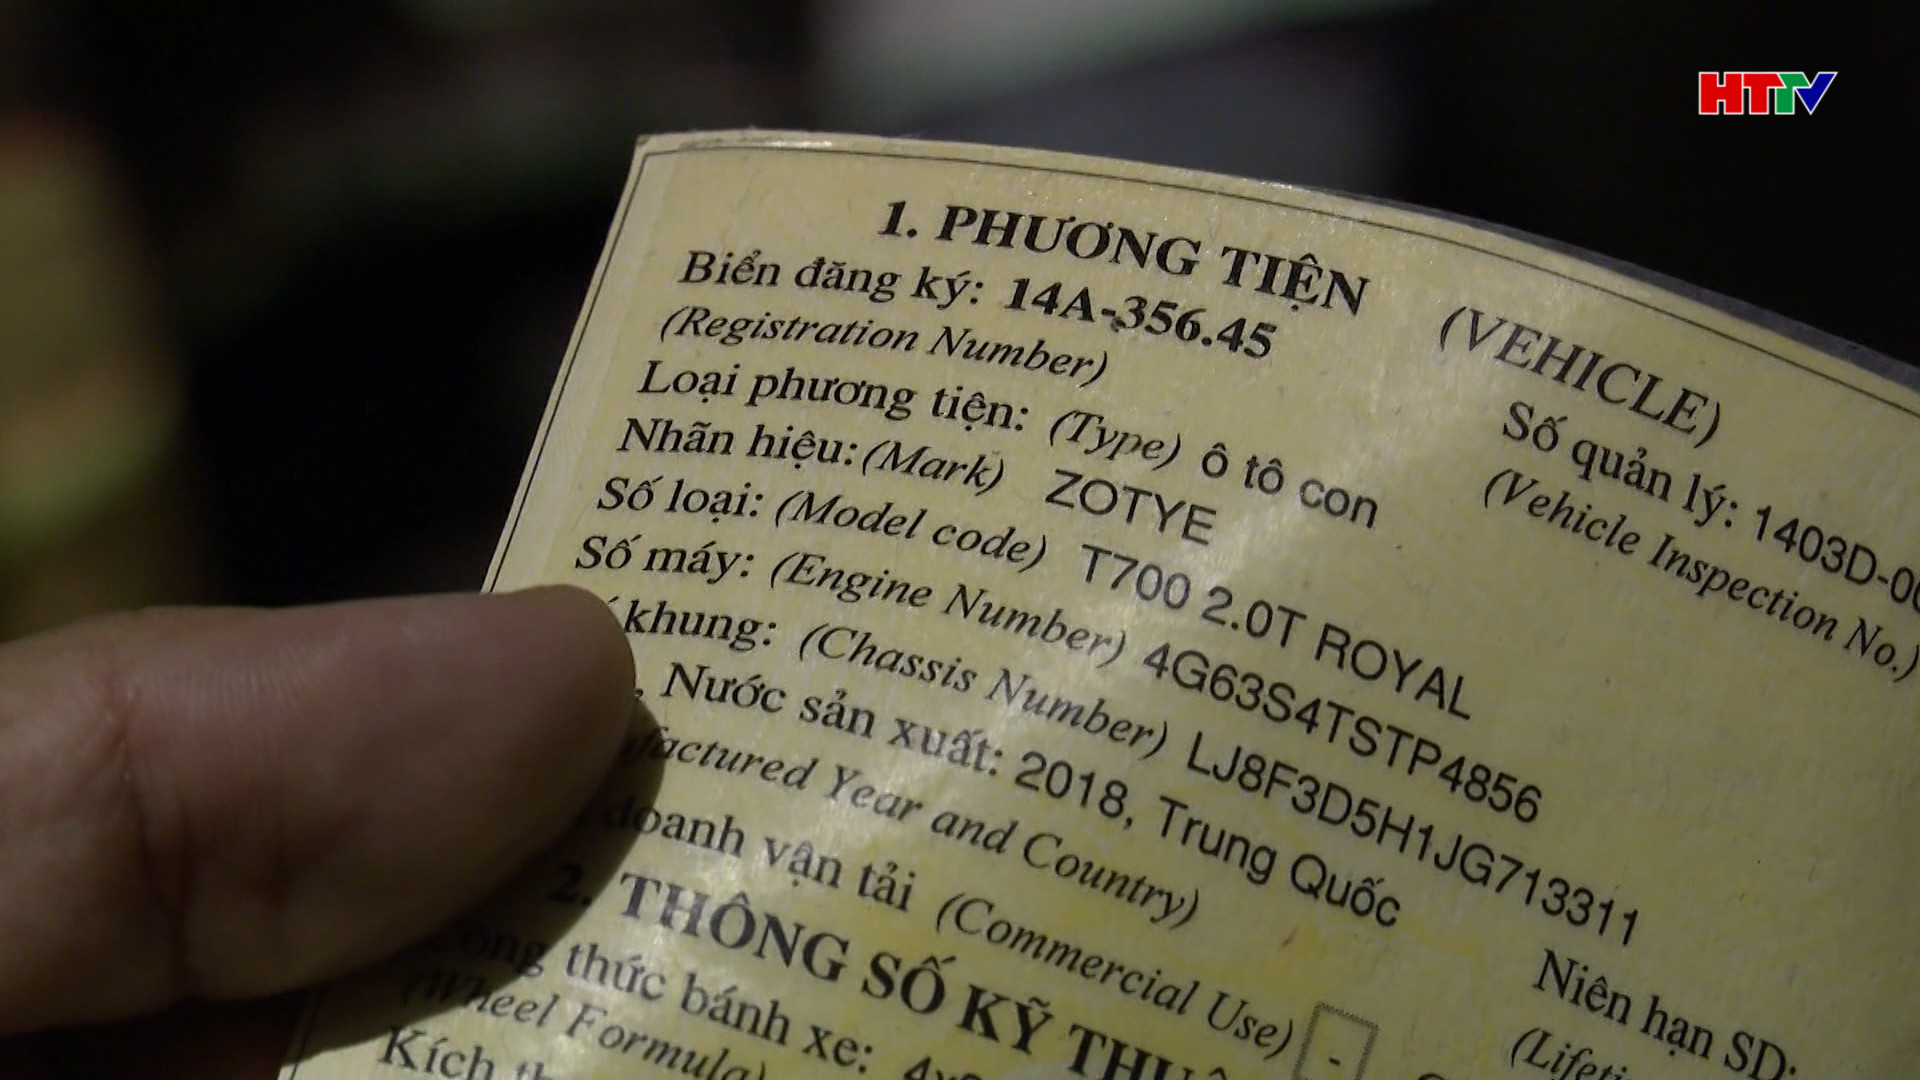 HTTV
1. PHƯƠNG TIỆN (VEHICLE)
Biển đăng ký: 14A-356.45
Số quản lý: 1403D-00
(Registration Number)
(Vehicle Inspection No.)
Loại phương tiện: (Type) ô tô con
Nhãn hiệu: (Mark) ZOTYE
Số loại: (Model code) T700 2.0T ROYAL
Số máy: (Engine Number) 4G63S4TSTP4856
khung: (Chassis Number) LJ8F3D5H1JG713311
, Nước sản xuất: 2018, Trung Quốc
Niên hạn SD:
Year and Country)
doanh vận tải (Commercial Use) -
2. THÔNG SỐ KỸ
thức bánh xe:
(Wheel Formula)
Kích